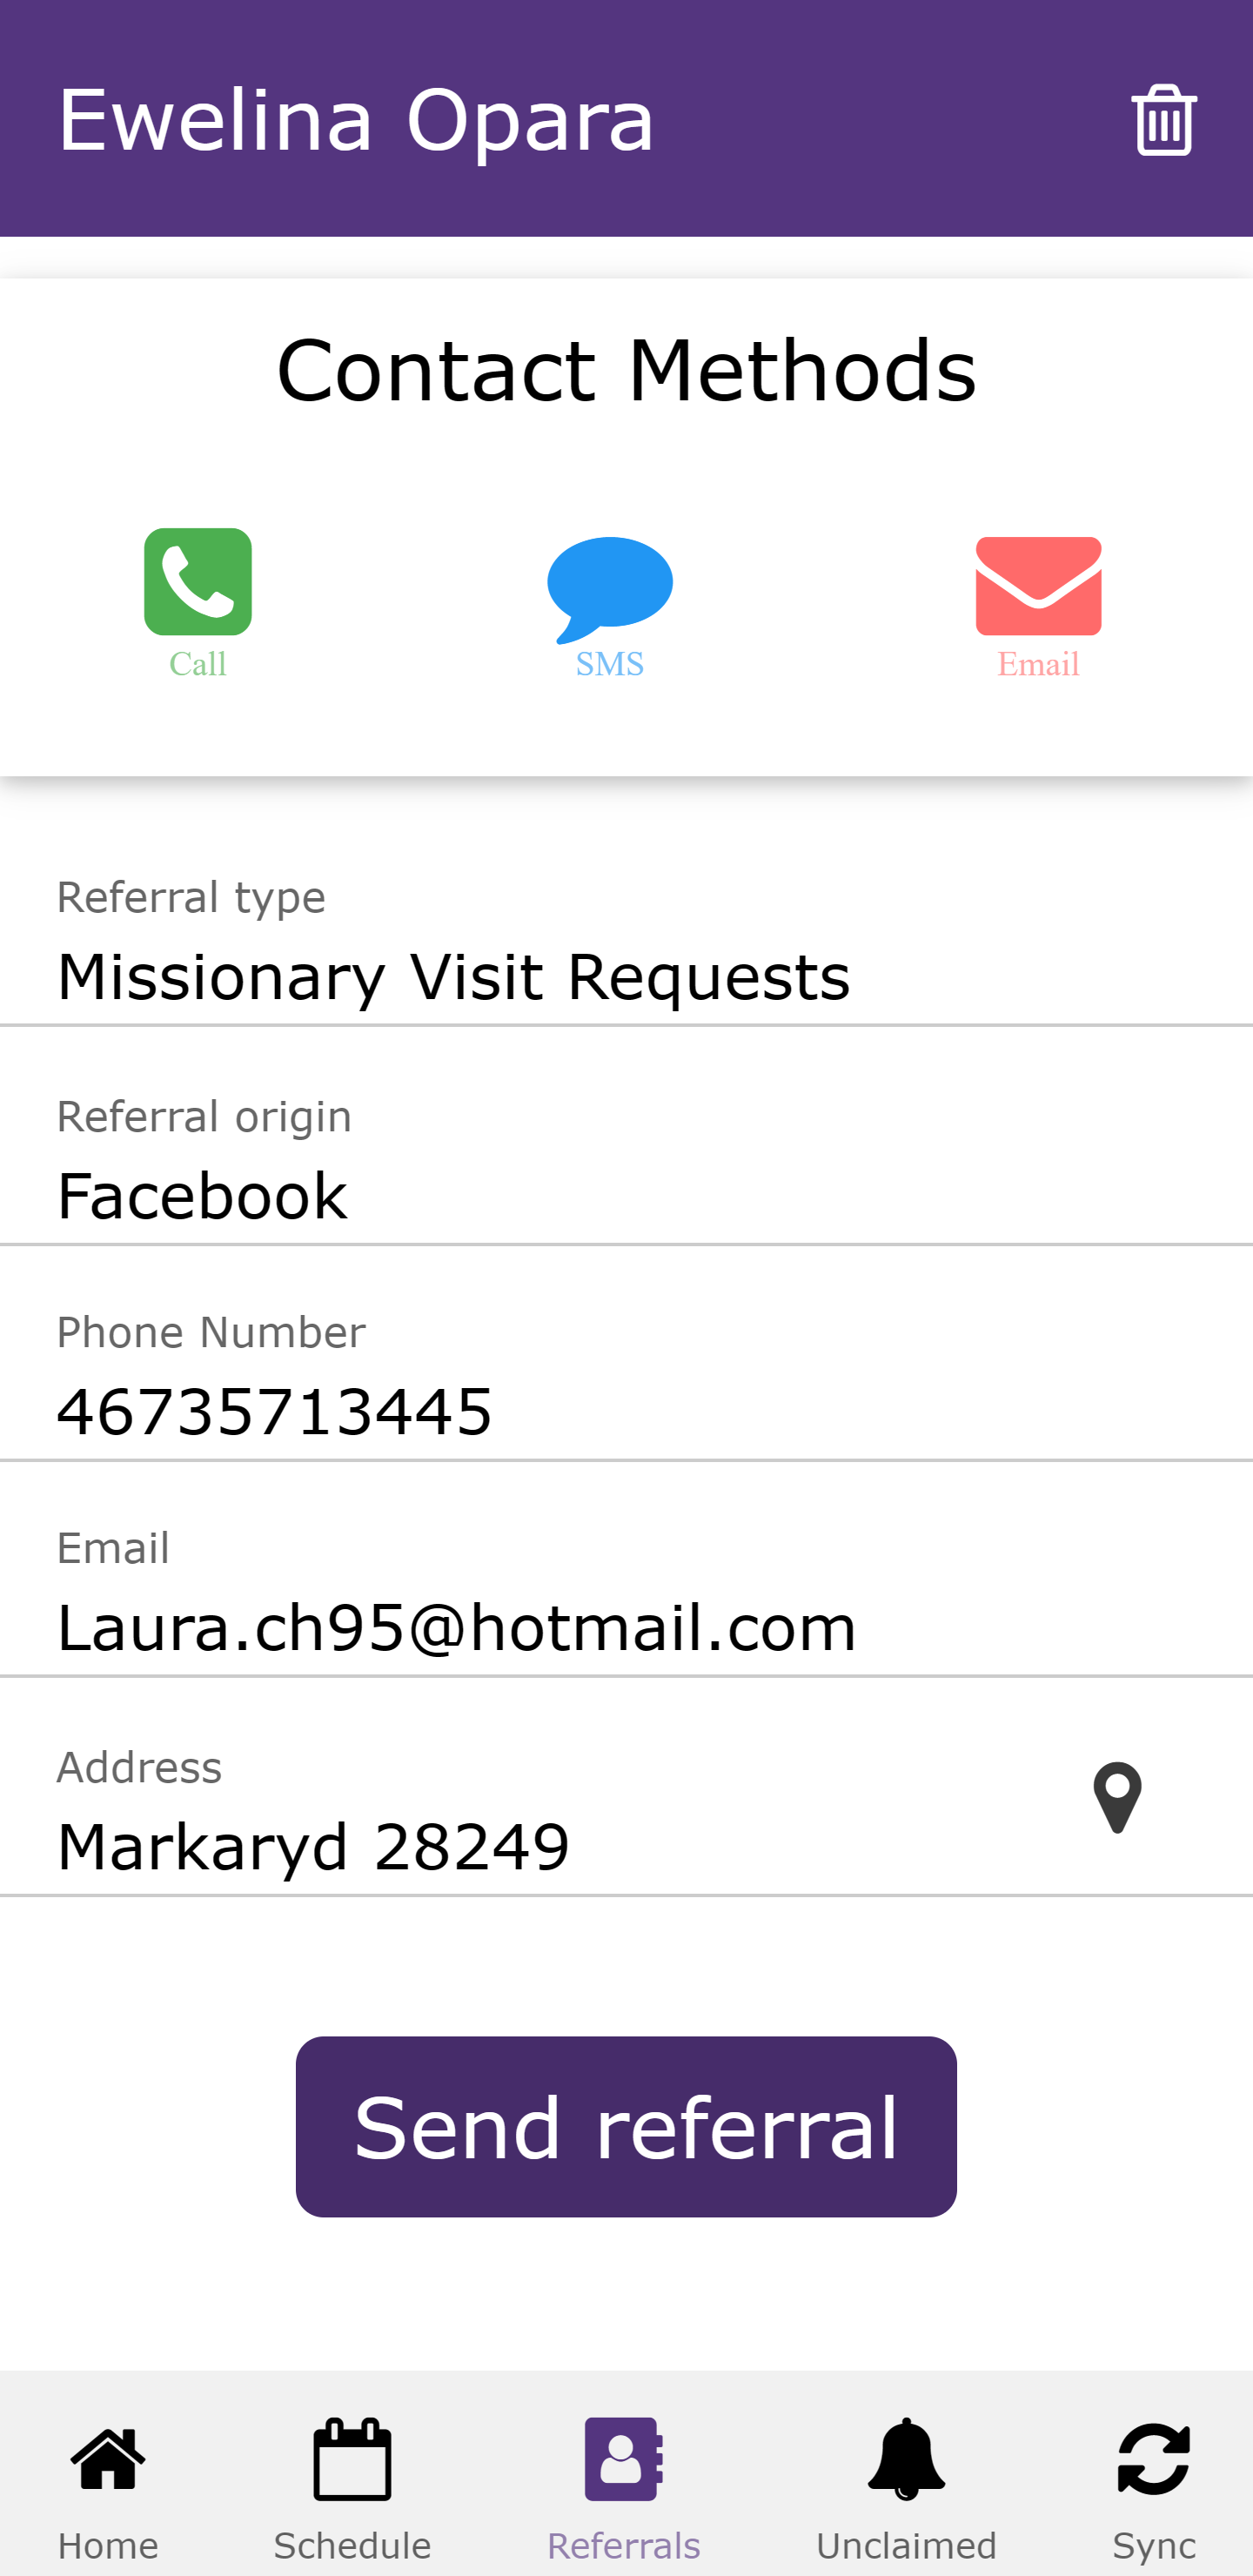 Ewelina Opara
Contact Methods
Call
SMS
Email
Referral type
Missionary Visit Requests
Referral origin
Facebook
Phone Number
46735713445
Email
Laura.ch95@hotmail.com
Address
Markaryd 28249
Send referral
Home
Schedule
Referrals
Unclaimed
Sync